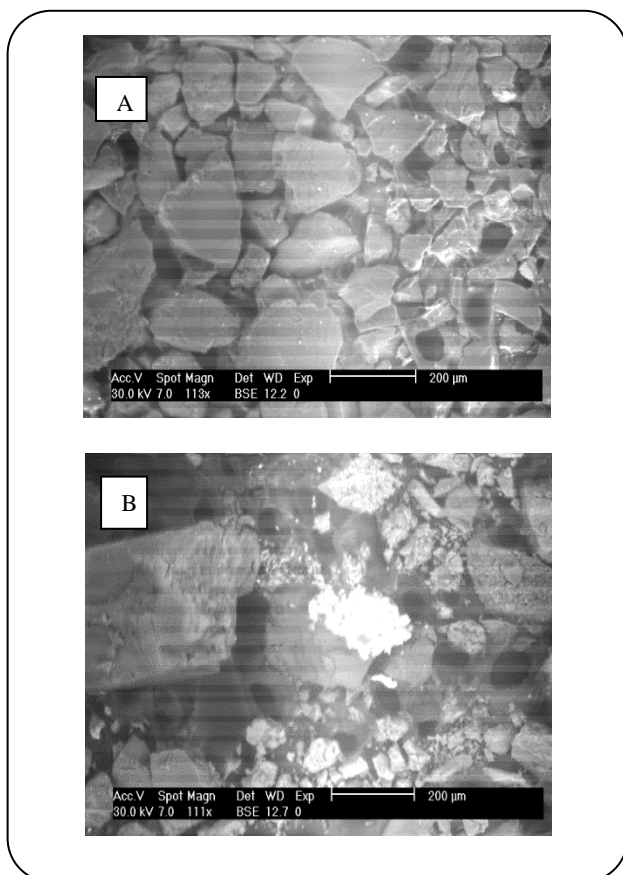 A
Acc.V Spot Magn Det WD Exp 200 µm
30.0 kV 7.0 113x BSE 12.2 0
B
Acc.V Spot Magn Det WD Exp 200 µm
30.0 kV 7.0 111x BSE 12.7 0